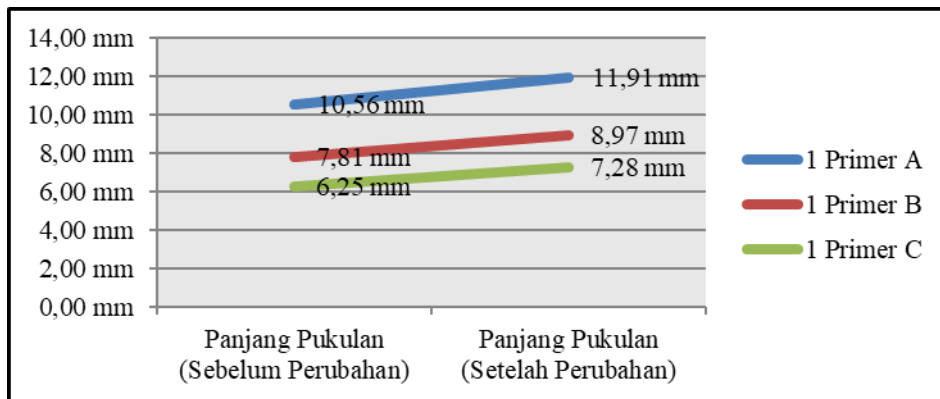 14,00 mm
12,00 mm
10,00 mm
8,00 mm
6,00 mm
4,00 mm
2,00 mm
0,00 mm
10,56 mm
11,91 mm
7,81 mm
8,97 mm
6,25 mm
7,28 mm
Panjang Pukulan
(Sebelum Perubahan)
Panjang Pukulan
(Setelah Perubahan)
1 Primer A
1 Primer B
1 Primer C